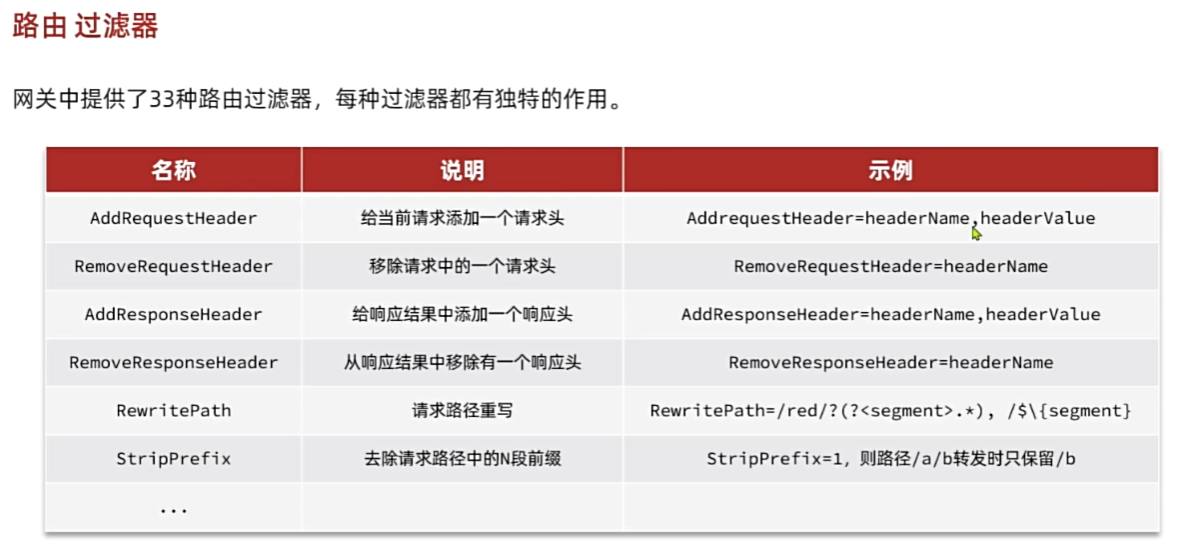 路由 过滤器
网关中提供了33种路由过滤器，每种过滤器都有独特的作用。
名称 说明 示例
AddRequestHeader 给当前请求添加一个请求头 AddrequestHeader=headerName,headerValue
RemoveRequestHeader 移除请求中的一个请求头 RemoveRequestHeader=headerName
AddResponseHeader 给响应结果中添加一个响应头 AddResponseHeader=headerName,headerValue
RemoveResponseHeader 从响应结果中移除有一个响应头 RemoveResponseHeader=headerName
RewritePath 请求路径重写 RewritePath=/red/?(?<segment>.*), /$\{segment}
StripPrefix 去除请求路径中的N段前缀 StripPrefix=1，则路径/a/b转发时只保留/b
...